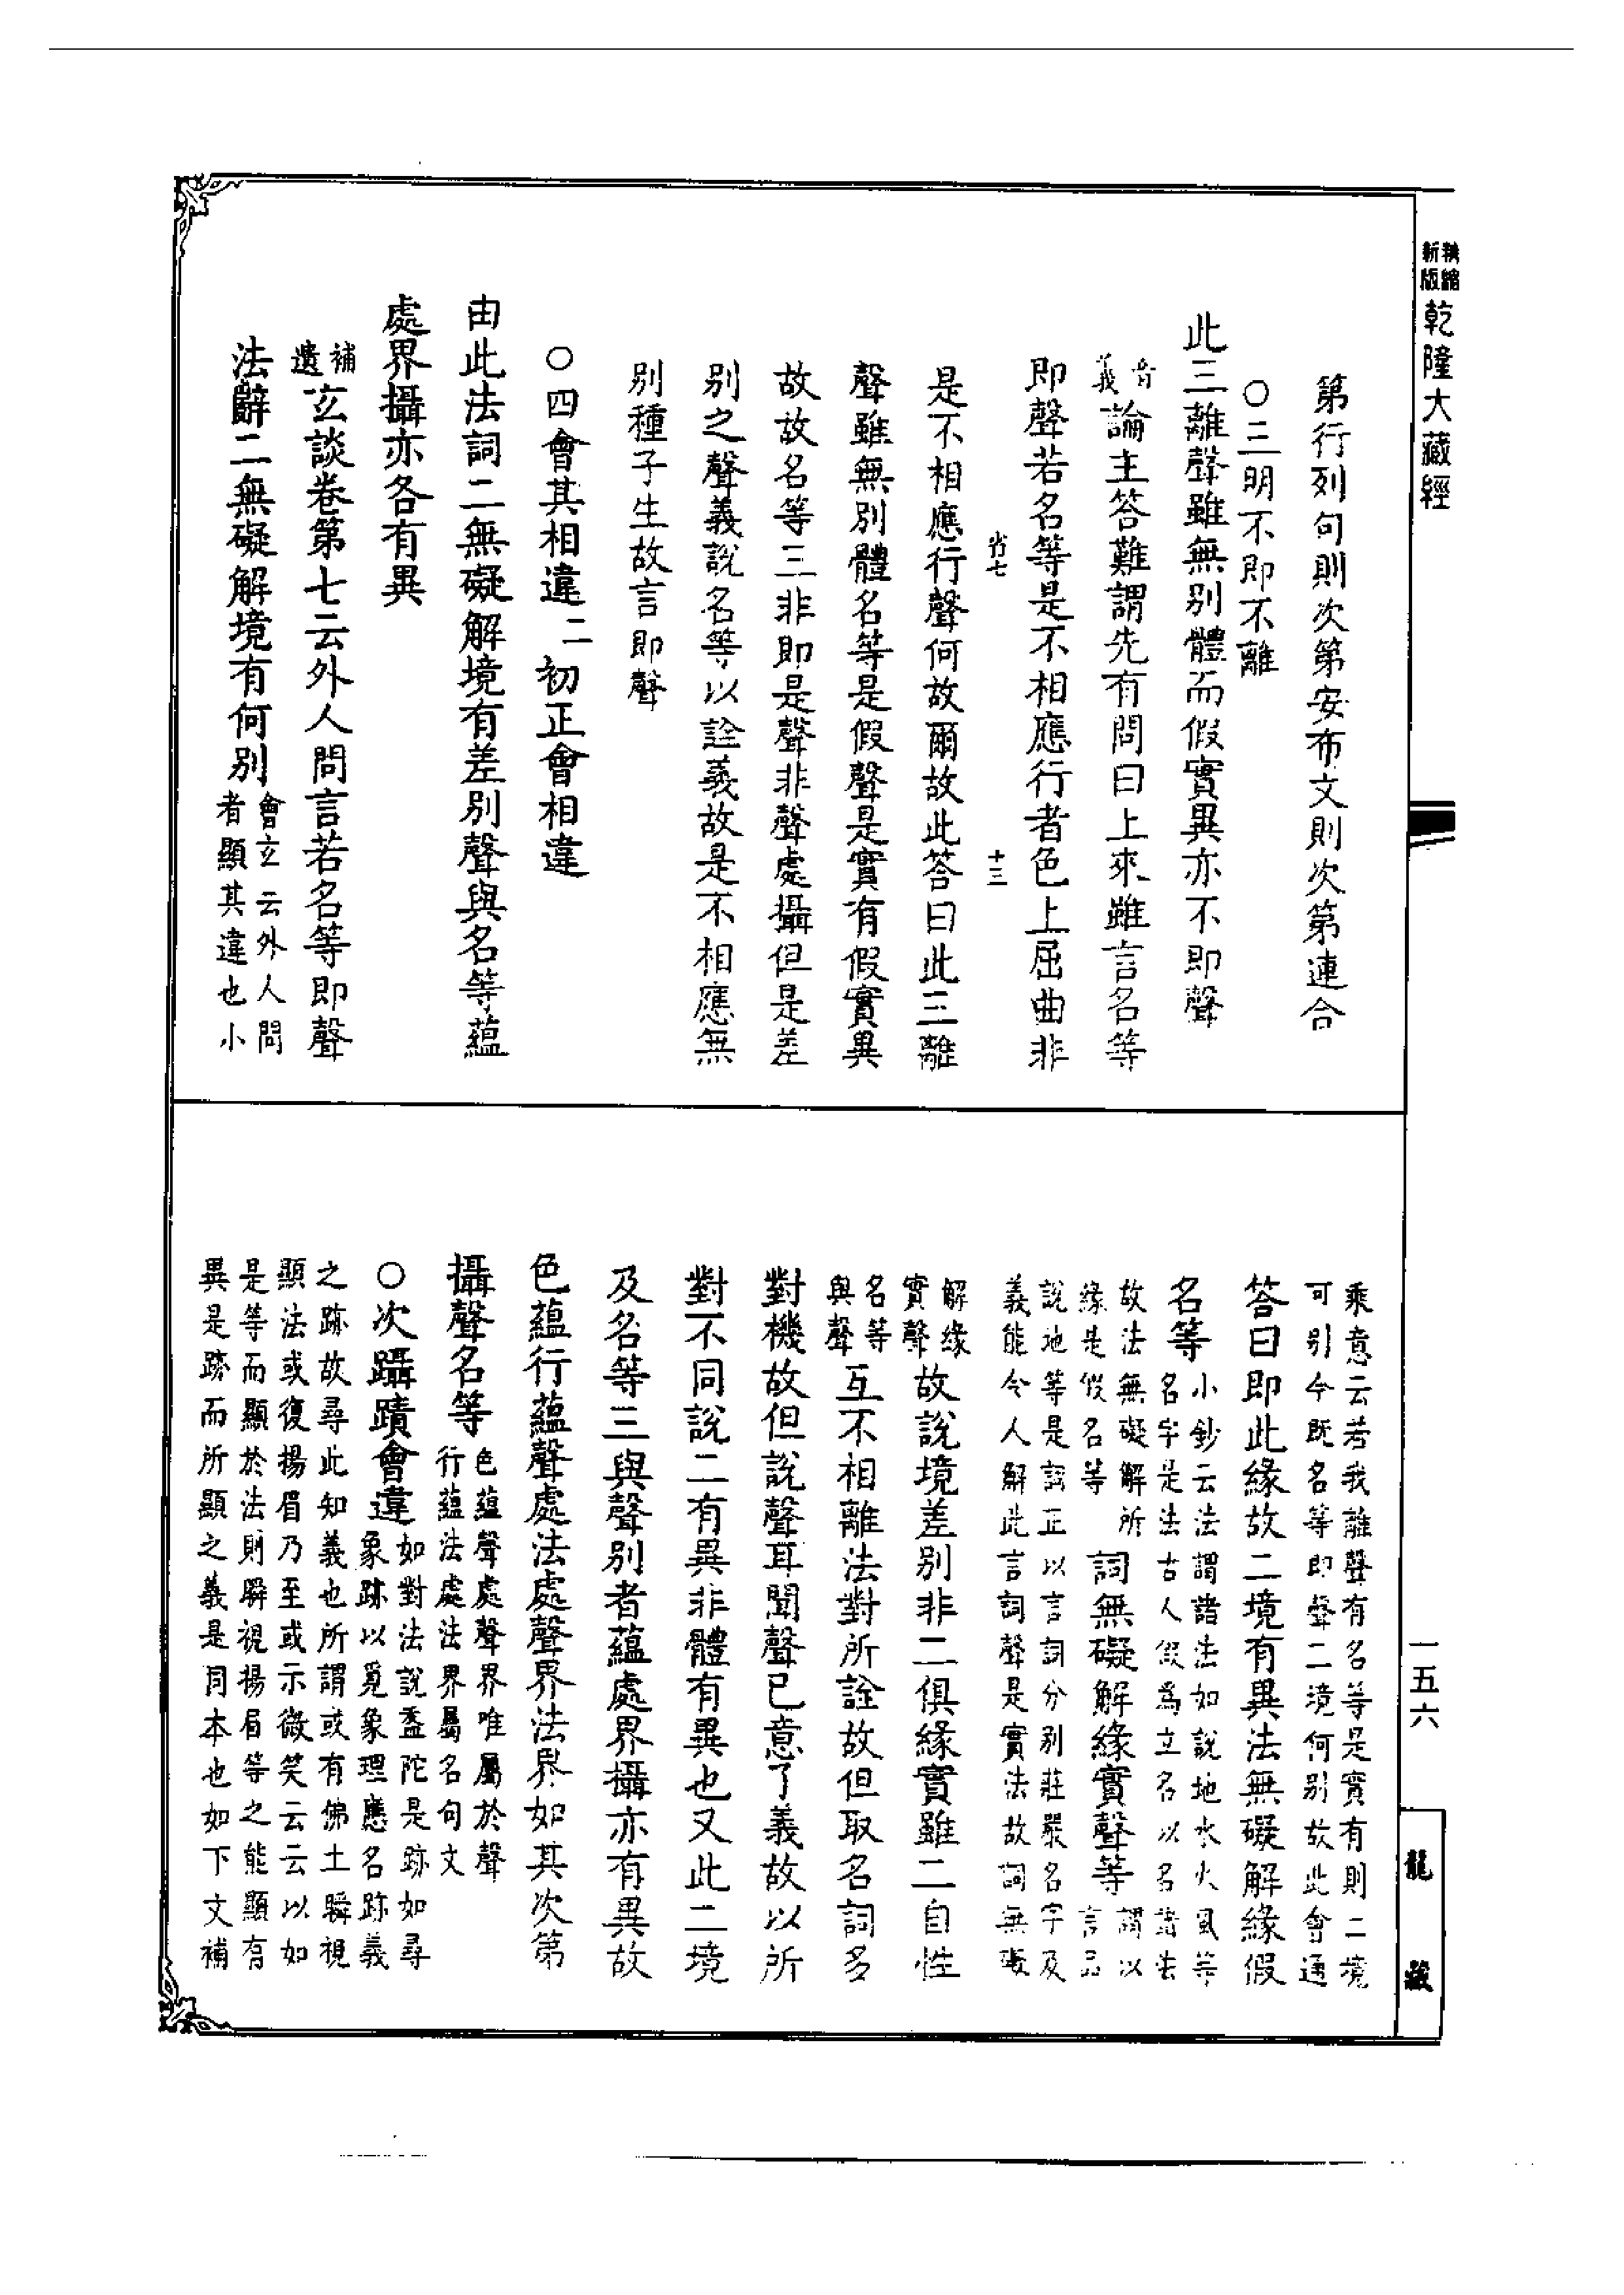 新版精縮
乾隆大藏經
第行列句則次第安布文則次第連合
○三明不即不離
此三離聲雖無別體而假實異亦不即聲
音義
論主答難謂先有問曰上來雖言名等
即聲若名等是不相應行者色上屈曲非
省七
十三
是不相應行聲何故爾故此答曰此三離
聲雖無別體名等是假聲是實有假實異
故故名等三非即是聲非聲處攝但是差
別之聲義說名等以詮義故是不相應無
別種子生故言即聲
○四會其相違二初正會相違
由此法詞二無礙解境有差別聲與名等蘊
處界攝亦各有異
補遺
玄談卷第七云外人問言若名等即聲
法辭二無礙解境有何別
會玄云外人問
者顯其違也小
乘意云若我離聲有名等是實有則二境
可別今既名等即聲二境何別故此會通
答曰即此緣故二境有異法無礙解緣假
名等
小鈔云法謂諸法如說地水火風等
名字是法古人假為立名以名名諸法
故法無礙解所
緣是假名等
詞無礙解緣實聲等
謂以
言品
說地等是詞正以言詞分別莊嚴名字及
義能令人解此言詞聲是實法故詞無礙
解緣
實聲
故說境差別非二俱緣實雖二自性
名等
與聲
互不相離法對所詮故但取名詞多
對機故但說聲耳聞聲已意了義故以所
對不同說二有異非體有異也又此二境
及名等三與聲別者蘊處界攝亦有異故
色蘊行蘊聲處法處聲界法界如其次第
攝聲名等
色蘊聲處聲界唯屬於聲
行蘊法處法界屬名句文
○次躡蹟會違
如對法說盋陀是跡如尋
象跡以覓象理應名跡義
之跡故尋此知義也所謂或有佛土瞬視
顯法或復揚眉乃至或示微笑云云以如
是等而顯於法則瞬視揚眉等之能顯有
異是跡而所顯之義是同本也如下文補
一五六
龍藏